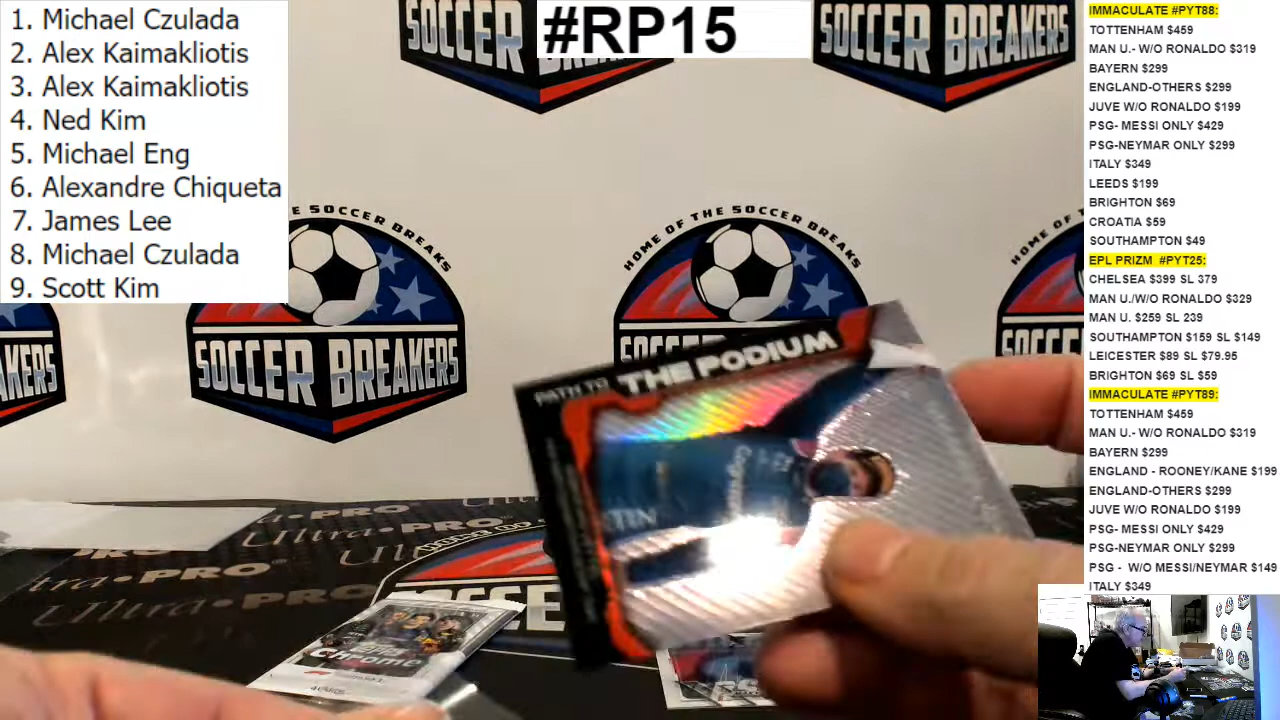 1. Michael Czulada
2. Alex Kaimakliotis
3. Alex Kaimakliotis
4. Ned Kim
5. Michael Eng
6. Alexandre Chiqueta
7. James Lee
8. Michael Czulada
9. Scott Kim
#RP15
SOCCER BREAKERS
SOCCER BREAKERS
E SOCCER BREAKS
SOCCER BREAKERS
HOME OF THE SOCCER BREAKS
SOCCER BREAKERS
AKERS
HOME OF T
SOCCER
PATH TO THE PODIUM
Ultra•PRO
Chrome
IMMACULATE #PYT88:
TOTTENHAM $459
MAN U.- W/O RONALDO $319
BAYERN $299
ENGLAND-OTHERS $299
JUVE W/O RONALDO $199
PSG- MESSI ONLY $429
PSG-NEYMAR ONLY $299
ITALY $349
LEEDS $199
BRIGHTON $69
CROATIA $59
SOUTHAMPTON $49
EPL PRIZM #PYT25:
CHELSEA $399 SL 379
MAN U./W/O RONALDO $329
MAN U. $259 SL 239
SOUTHAMPTON $159 SL $149
LEICESTER $89 SL $79.95
BRIGHTON $69 SL $59
IMMACULATE #PYT89:
TOTTENHAM $459
MAN U.- W/O RONALDO $319
BAYERN $299
ENGLAND - ROONEY/KANE $199
ENGLAND-OTHERS $299
JUVE W/O RONALDO $199
PSG- MESSI ONLY $429
PSG-NEYMAR ONLY $299
PSG - W/O MESSI/NEYMAR $149
ITALY $349